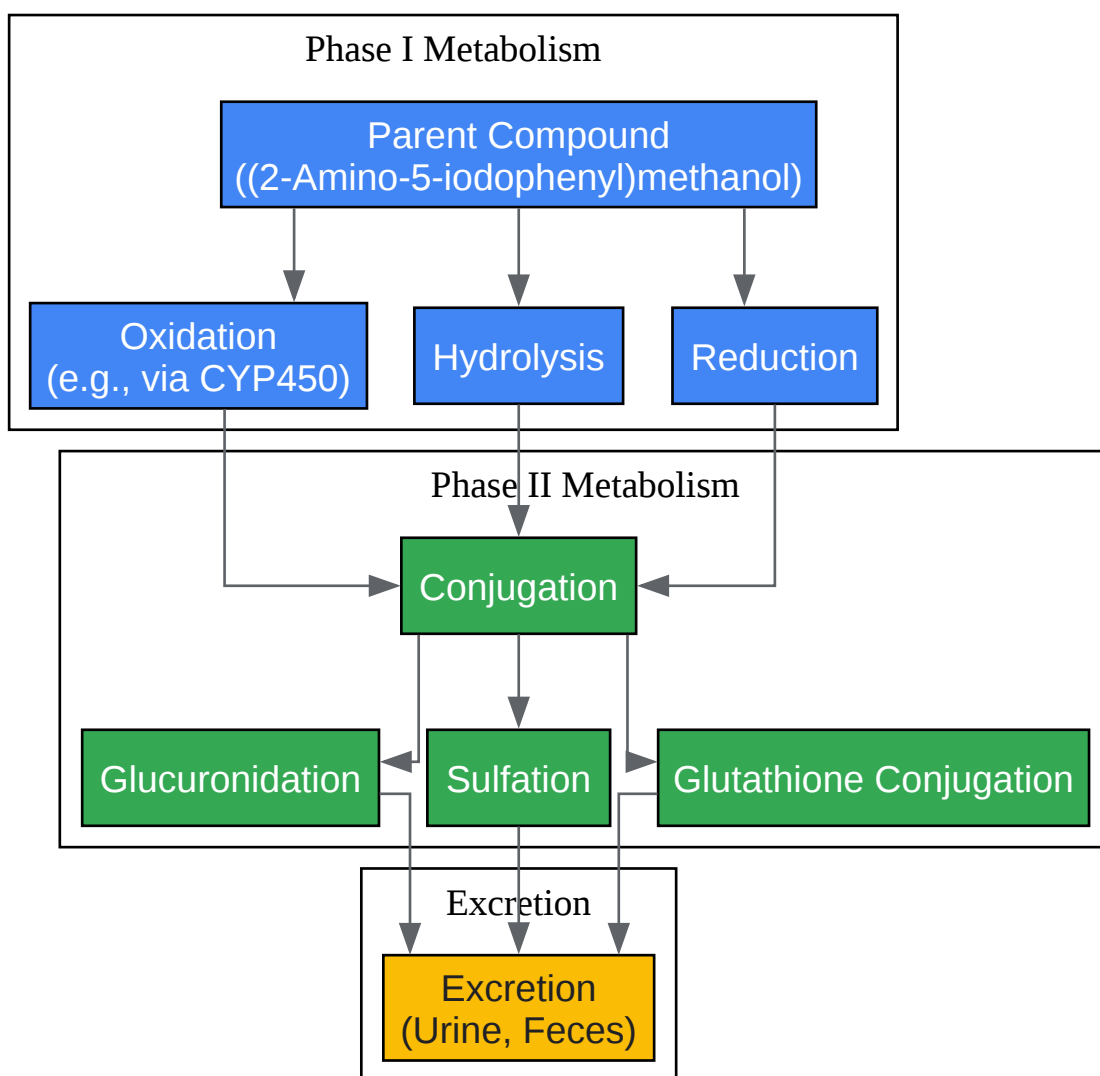 Phase I Metabolism
Parent Compound
((2-Amino-5-iodophenyl)methanol)
Oxidation
(e.g., via CYP450)
Hydrolysis
Reduction
Phase II Metabolism
Conjugation
Glucuronidation
Sulfation
Glutathione Conjugation
Excretion
Excretion
(Urine, Feces)